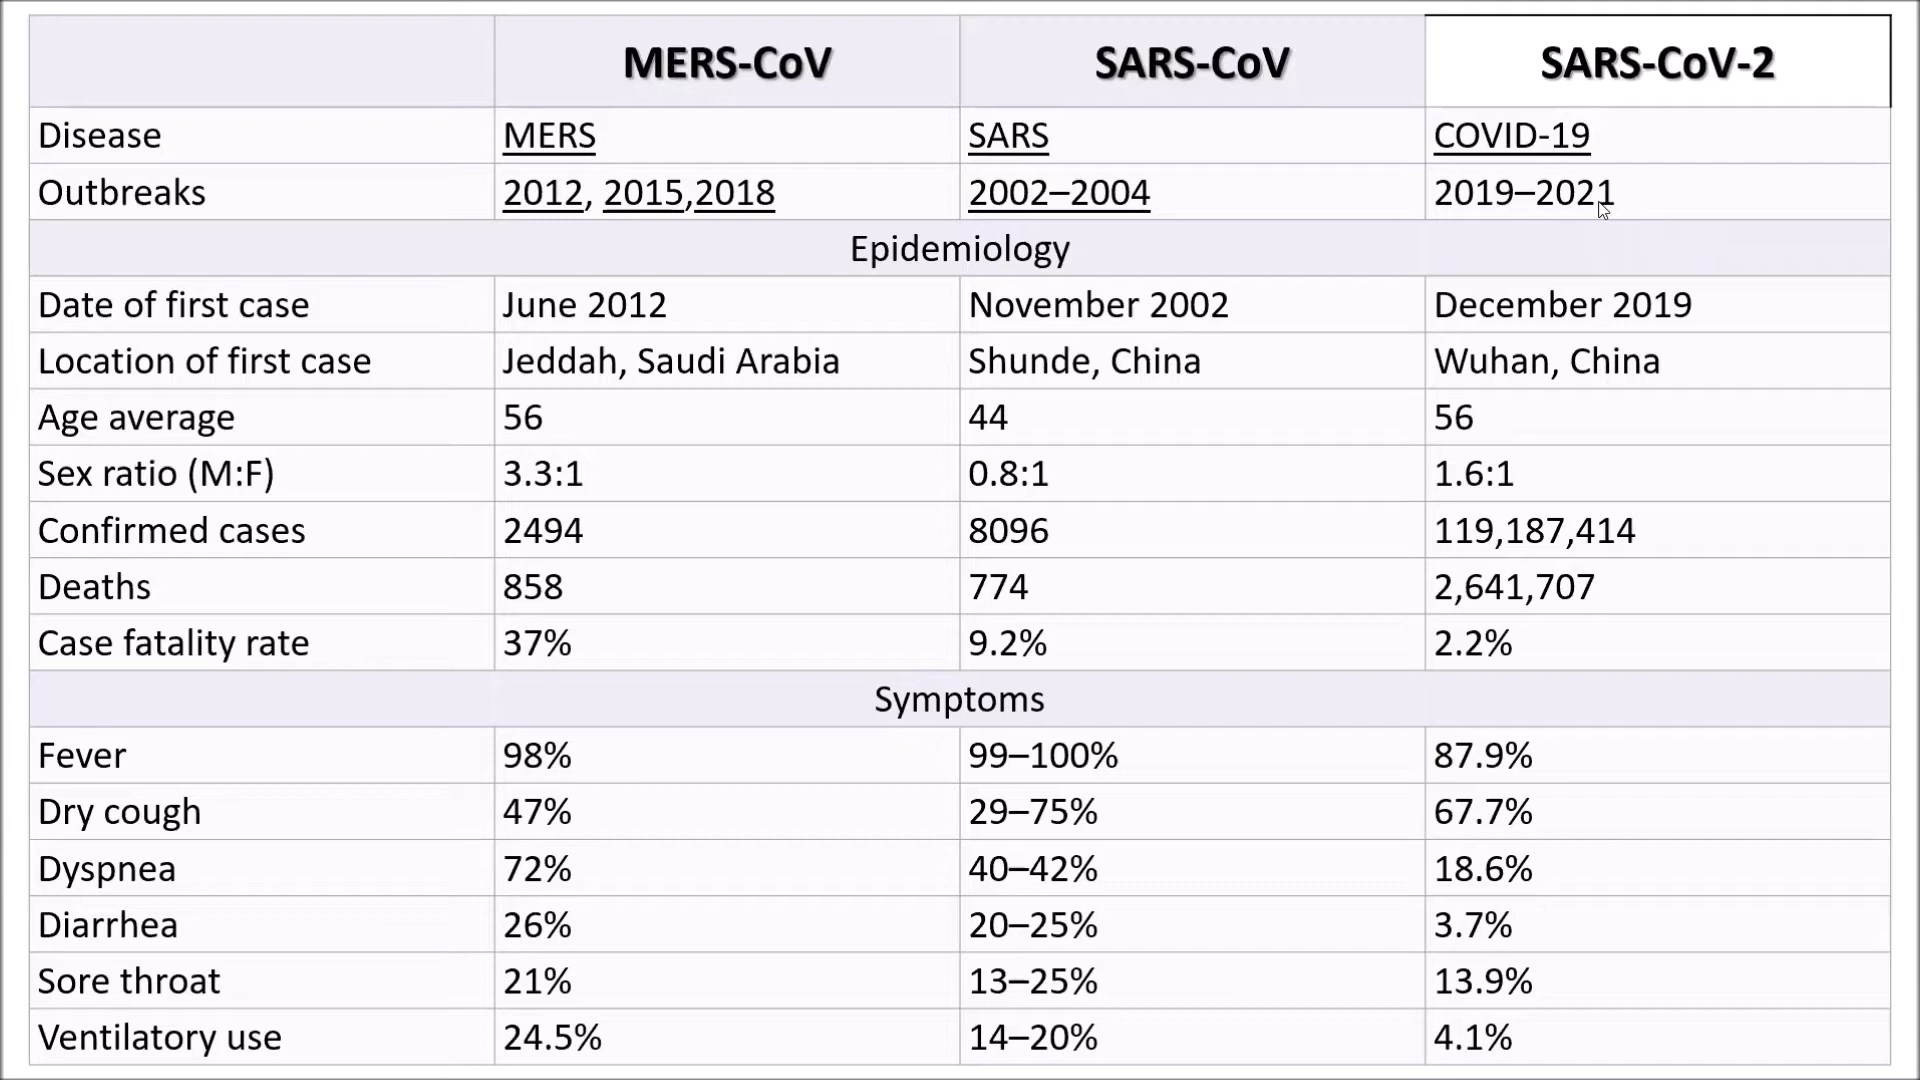 MERS-CoV SARS-CoV SARS-CoV-2
Disease MERS SARS COVID-19
Outbreaks 2012, 2015,2018 2002–2004 2019–2021
Epidemiology
Date of first case June 2012 November 2002 December 2019
Location of first case Jeddah, Saudi Arabia Shunde, China Wuhan, China
Age average 56 44 56
Sex ratio (M:F) 3.3:1 0.8:1 1.6:1
Confirmed cases 2494 8096 119,187,414
Deaths 858 774 2,641,707
Case fatality rate 37% 9.2% 2.2%
Symptoms
Fever 98% 99–100% 87.9%
Dry cough 47% 29–75% 67.7%
Dyspnea 72% 40–42% 18.6%
Diarrhea 26% 20–25% 3.7%
Sore throat 21% 13–25% 13.9%
Ventilatory use 24.5% 14–20% 4.1%